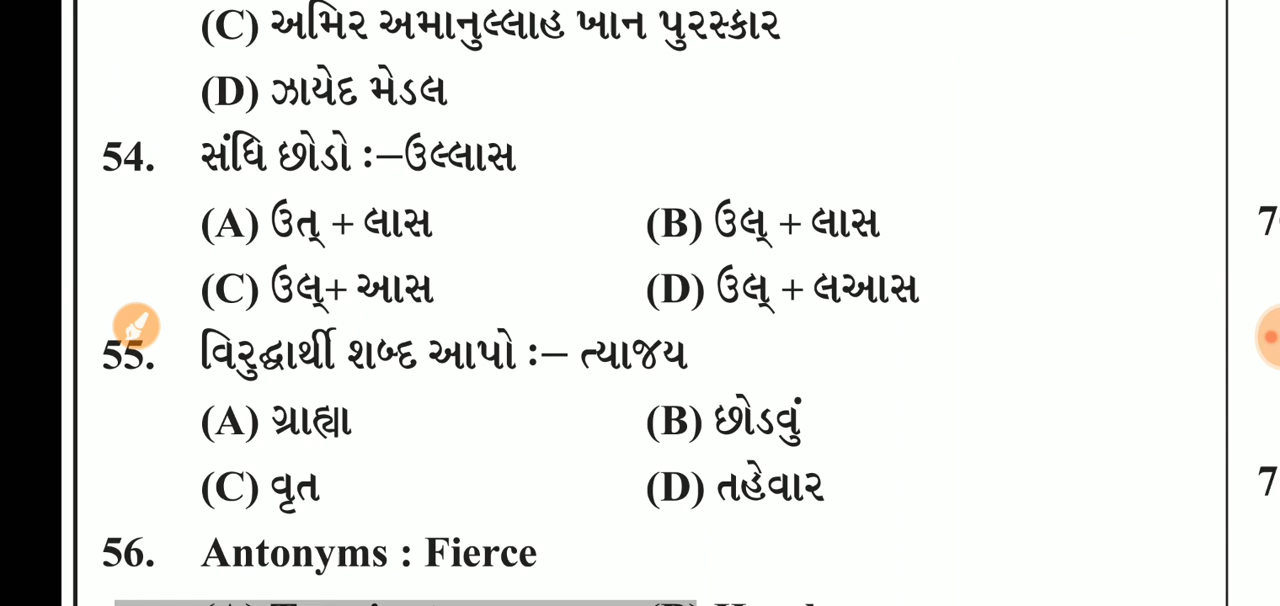 (C) અમિર અમાનુલ્લાહ ખાન પુરસ્કાર
(D) ઝાયેદ મેડલ
54. સંધિ છોડો :–ઉલ્લાસ
(A) ઉત્ + લાસ (B) ઉલ્ + લાસ
(C) ઉલ્+ આસ (D) ઉલ્ + લઆસ
55. વિરુદ્ધાર્થી શબ્દ આપો :– ત્યાજય
(A) ગ્રાહ્યા (B) છોડવું
(C) વૃત (D) તહેવાર
56. Antonyms : Fierce